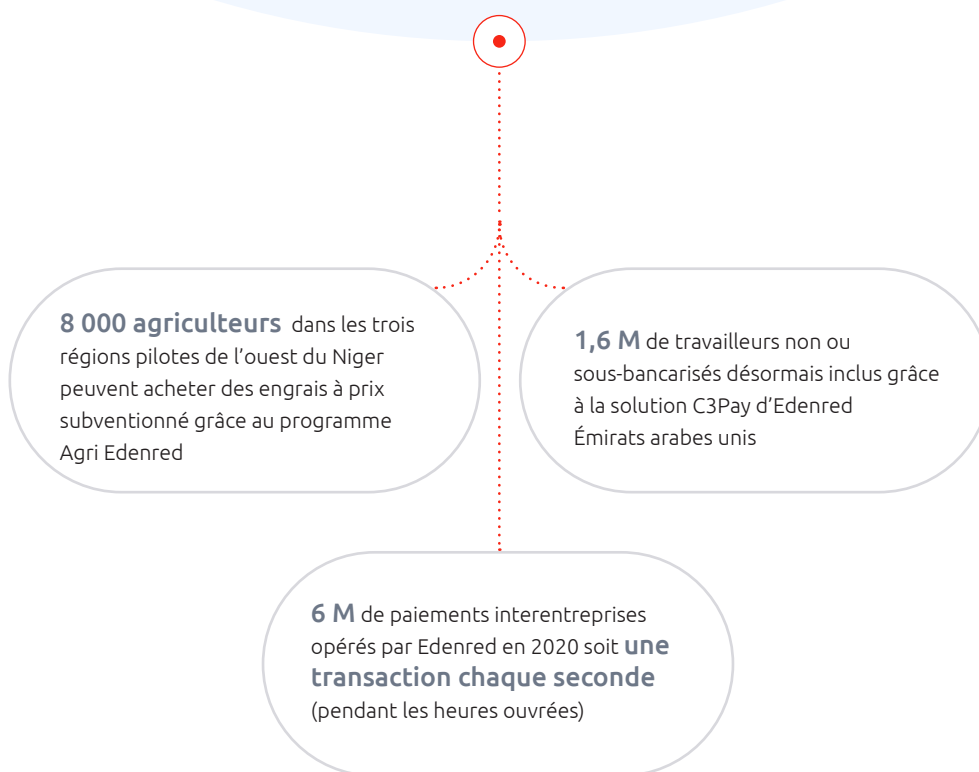 8 000 agriculteurs dans les trois
régions pilotes de l’ouest du Niger
peuvent acheter des engrais à prix
subventionné grâce au programme
Agri Edenred
1,6 M de travailleurs non ou
sous-bancarisés désormais inclus grâce
à la solution C3Pay d’Edenred
Émirats arabes unis
6 M de paiements interentreprises
opérés par Edenred en 2020 soit une
transaction chaque seconde
(pendant les heures ouvrées)